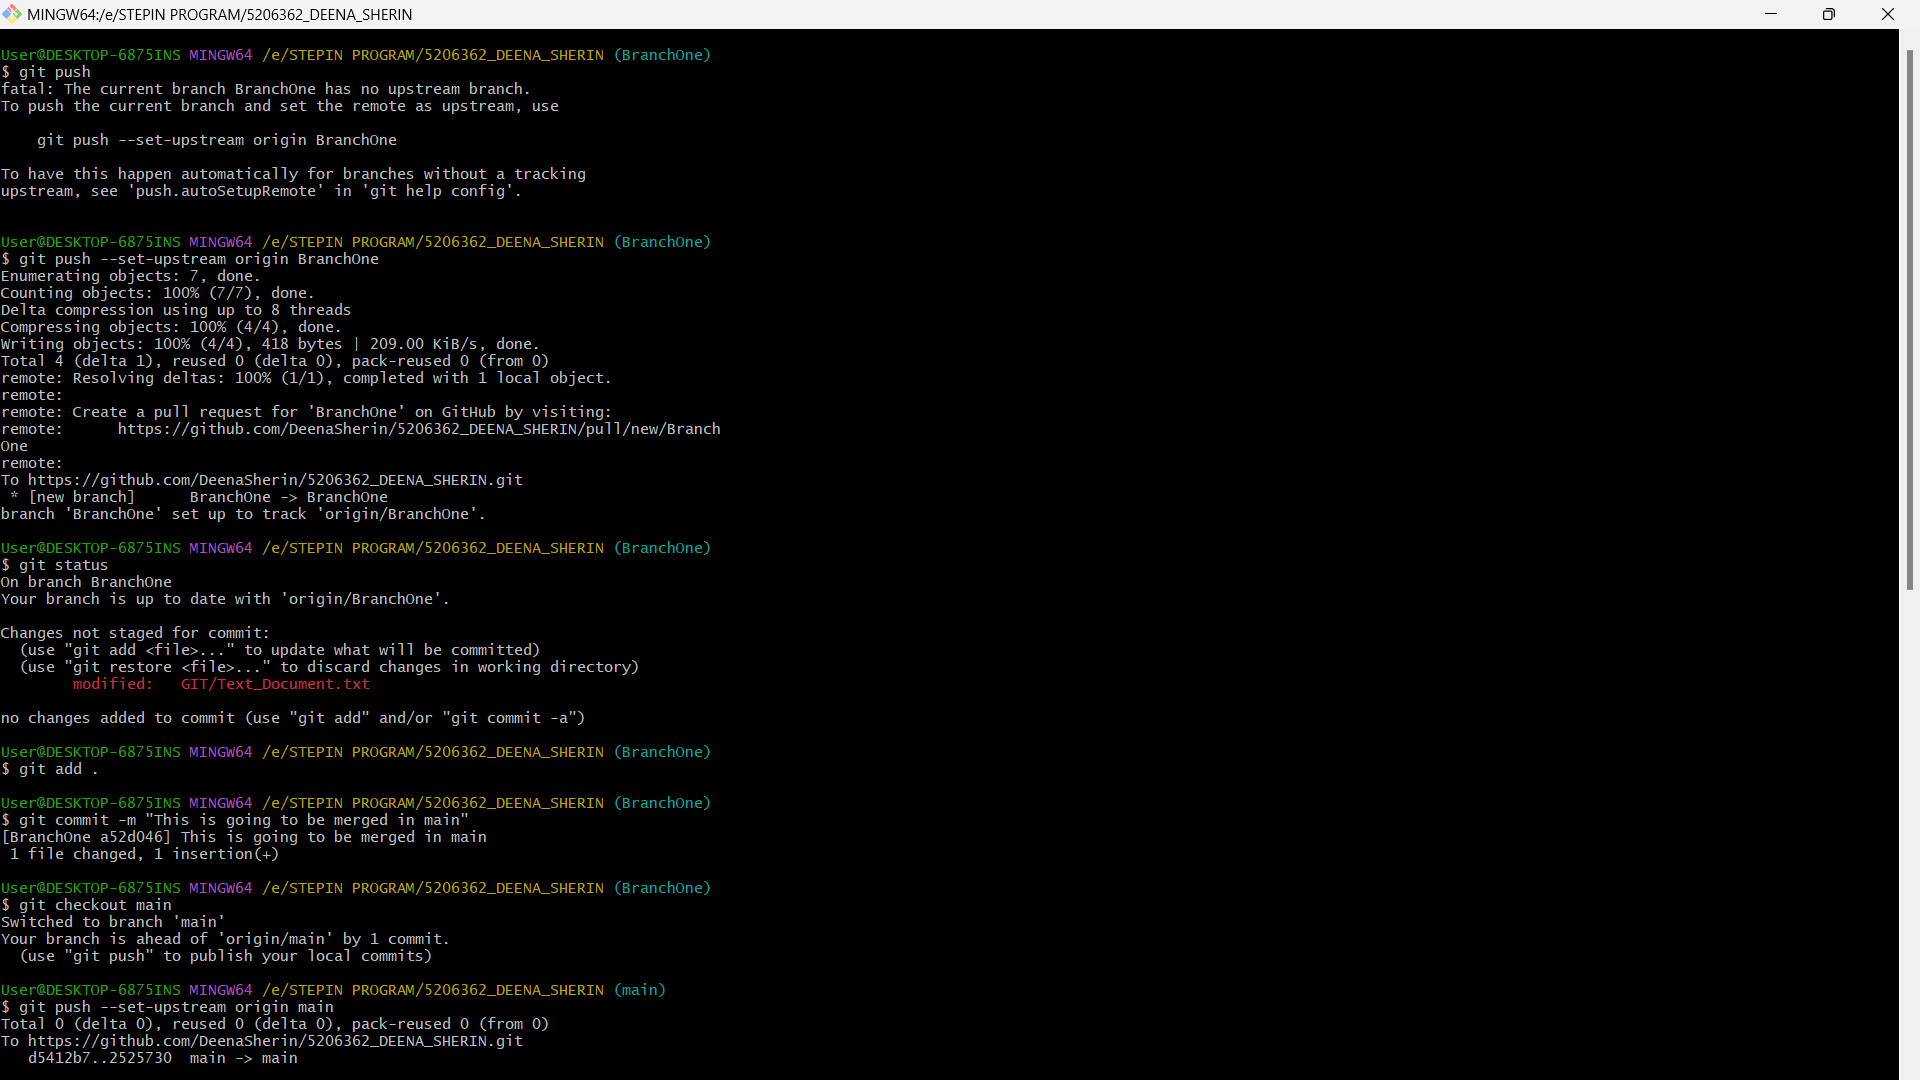 MINGW64:/e/STEPIN PROGRAM/5206362_DEENA_SHERIN
User@DESKTOP-6875INS MINGW64 /e/STEPIN PROGRAM/5206362_DEENA_SHERIN (BranchOne)
$ git push
fatal: The current branch BranchOne has no upstream branch.
To push the current branch and set the remote as upstream, use
    git push --set-upstream origin BranchOne
To have this happen automatically for branches without a tracking
upstream, see 'push.autoSetupRemote' in 'git help config'.
User@DESKTOP-6875INS MINGW64 /e/STEPIN PROGRAM/5206362_DEENA_SHERIN (BranchOne)
$ git push --set-upstream origin BranchOne
Enumerating objects: 7, done.
Counting objects: 100% (7/7), done.
Delta compression using up to 8 threads
Compressing objects: 100% (4/4), done.
Writing objects: 100% (4/4), 418 bytes | 209.00 KiB/s, done.
Total 4 (delta 1), reused 0 (delta 0), pack-reused 0 (from 0)
remote: Resolving deltas: 100% (1/1), completed with 1 local object.
remote:
remote: Create a pull request for 'BranchOne' on GitHub by visiting:
remote:      https://github.com/DeenaSherin/5206362_DEENA_SHERIN/pull/new/Branch
One
remote:
To https://github.com/DeenaSherin/5206362_DEENA_SHERIN.git
 * [new branch]      BranchOne -> BranchOne
branch 'BranchOne' set up to track 'origin/BranchOne'.
User@DESKTOP-6875INS MINGW64 /e/STEPIN PROGRAM/5206362_DEENA_SHERIN (BranchOne)
$ git status
On branch BranchOne
Your branch is up to date with 'origin/BranchOne'.
Changes not staged for commit:
  (use "git add <file>..." to update what will be committed)
  (use "git restore <file>..." to discard changes in working directory)
        modified:   GIT/Text_Document.txt
no changes added to commit (use "git add" and/or "git commit -a")
User@DESKTOP-6875INS MINGW64 /e/STEPIN PROGRAM/5206362_DEENA_SHERIN (BranchOne)
$ git add .
User@DESKTOP-6875INS MINGW64 /e/STEPIN PROGRAM/5206362_DEENA_SHERIN (BranchOne)
$ git commit -m "This is going to be merged in main"
[BranchOne a52d046] This is going to be merged in main
 1 file changed, 1 insertion(+)
User@DESKTOP-6875INS MINGW64 /e/STEPIN PROGRAM/5206362_DEENA_SHERIN (BranchOne)
$ git checkout main
Switched to branch 'main'
Your branch is ahead of 'origin/main' by 1 commit.
  (use "git push" to publish your local commits)
User@DESKTOP-6875INS MINGW64 /e/STEPIN PROGRAM/5206362_DEENA_SHERIN (main)
$ git push --set-upstream origin main
Total 0 (delta 0), reused 0 (delta 0), pack-reused 0 (from 0)
To https://github.com/DeenaSherin/5206362_DEENA_SHERIN.git
   d5412b7..2525730  main -> main